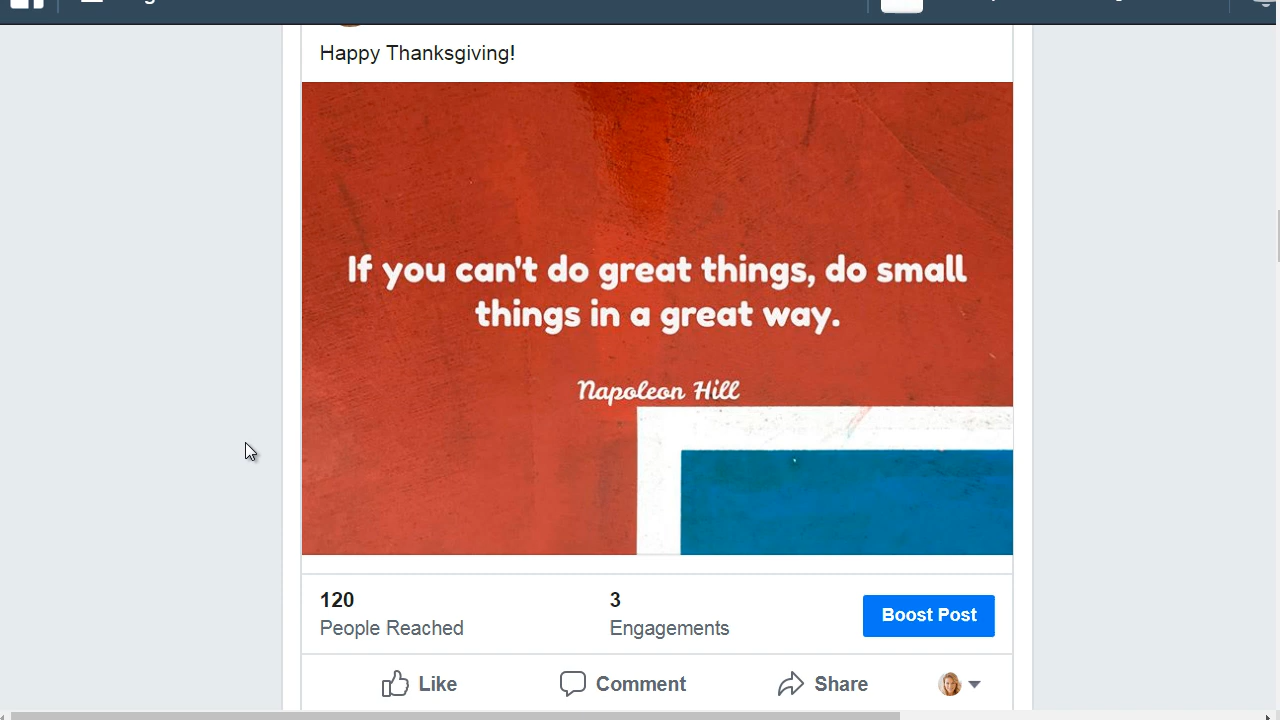 Happy Thanksgiving!
If you can't do great things, do small
things in a great way.
Napoleon Hill
120
People Reached
3
Engagements
Boost Post
Like
Comment
Share